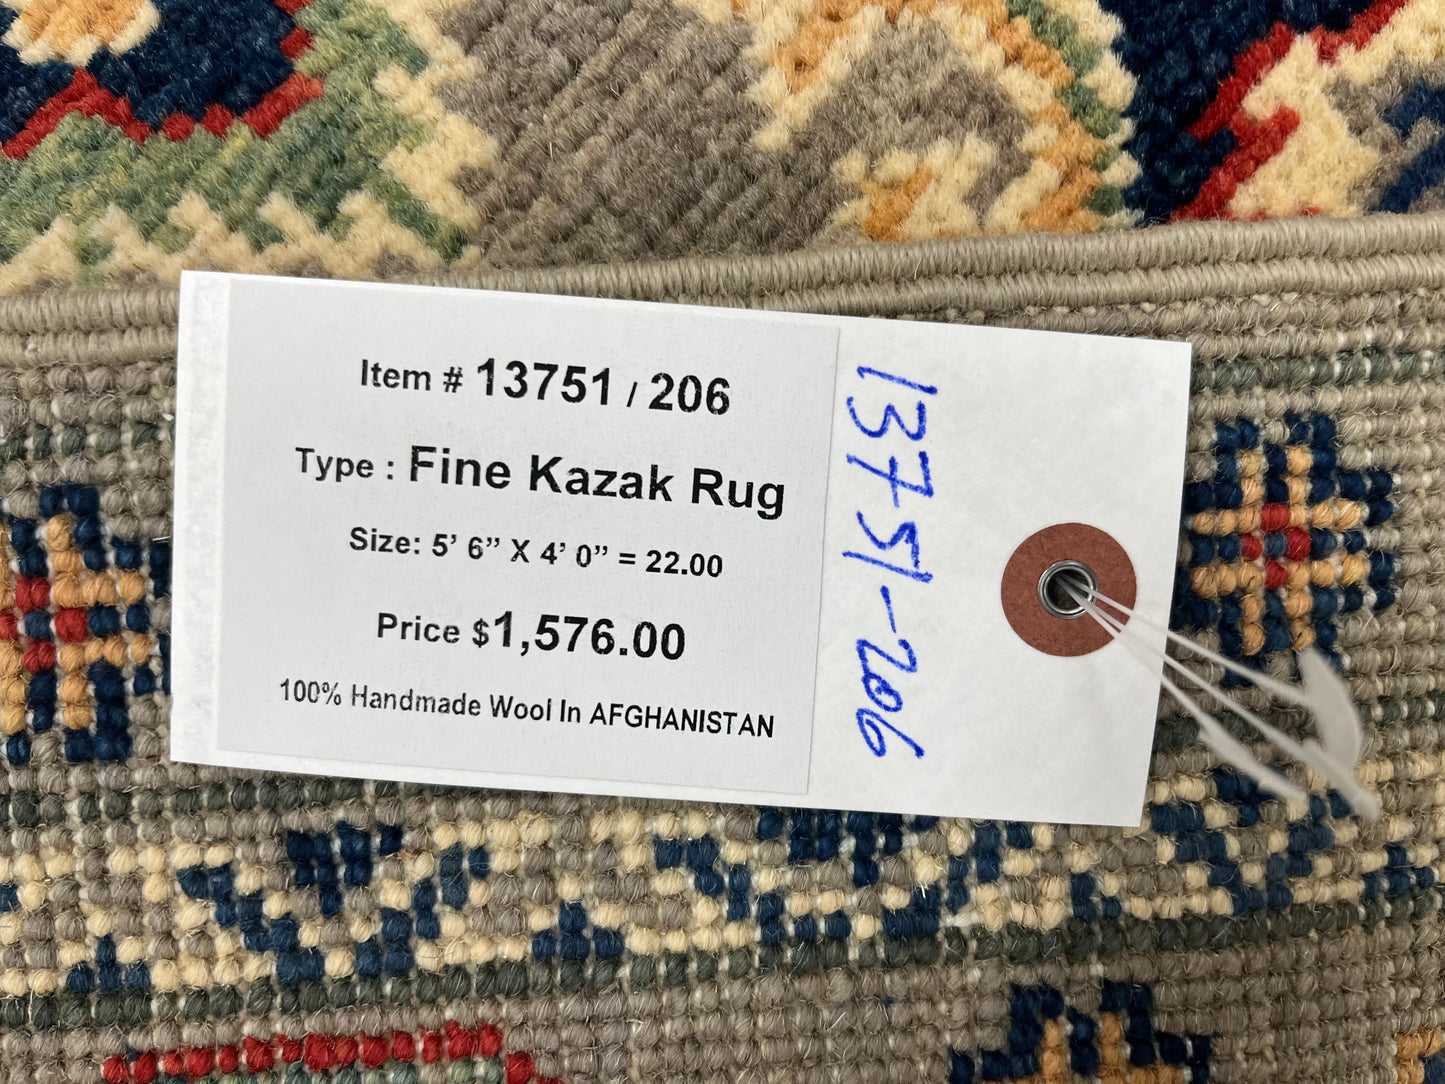 Item # 13751 / 206
Type : Fine Kazak Rug
Size: 5’ 6” X 4’ 0” = 22.00
Price $1,576.00
100% Handmade Wool In AFGHANISTAN
13751-206